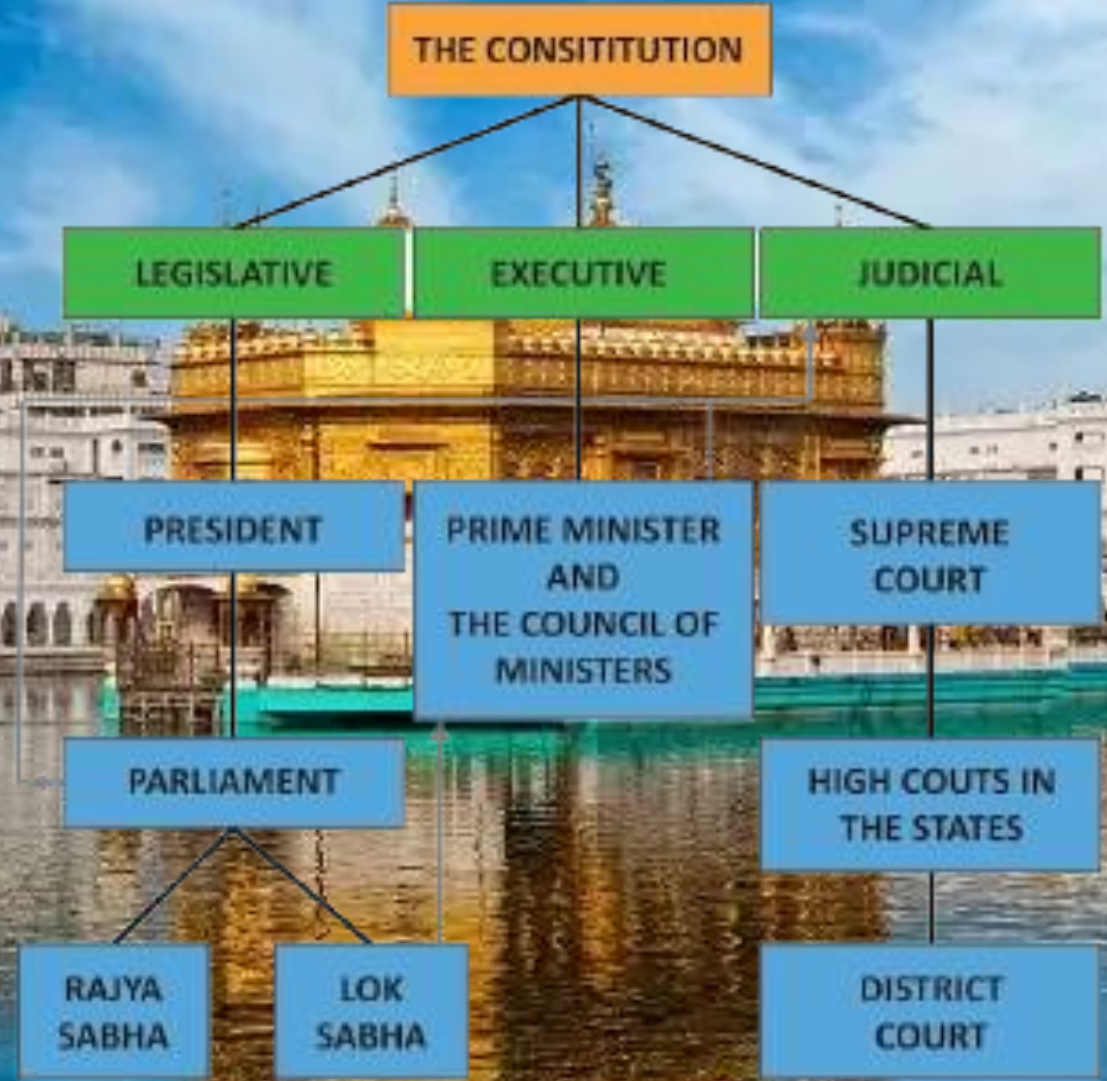 THE CONSITITUTION
LEGISLATIVE
EXECUTIVE
JUDICIAL
PRESIDENT
PRIME MINISTER
AND
THE COUNCIL OF
MINISTERS
SUPREME
COURT
PARLIAMENT
HIGH COUTS IN
THE STATES
RAJYA
SABHA
LOK
SABHA
DISTRICT
COURT